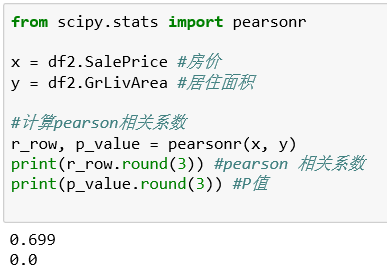 from scipy.stats import pearsonr
x = df2.SalePrice #房价
y = df2.GrLivArea #居住面积
#计算pearson相关系数
r_row, p_value = pearsonr(x, y)
print(r_row.round(3)) #pearson 相关系数
print(p_value.round(3)) #P值
0.699
0.0